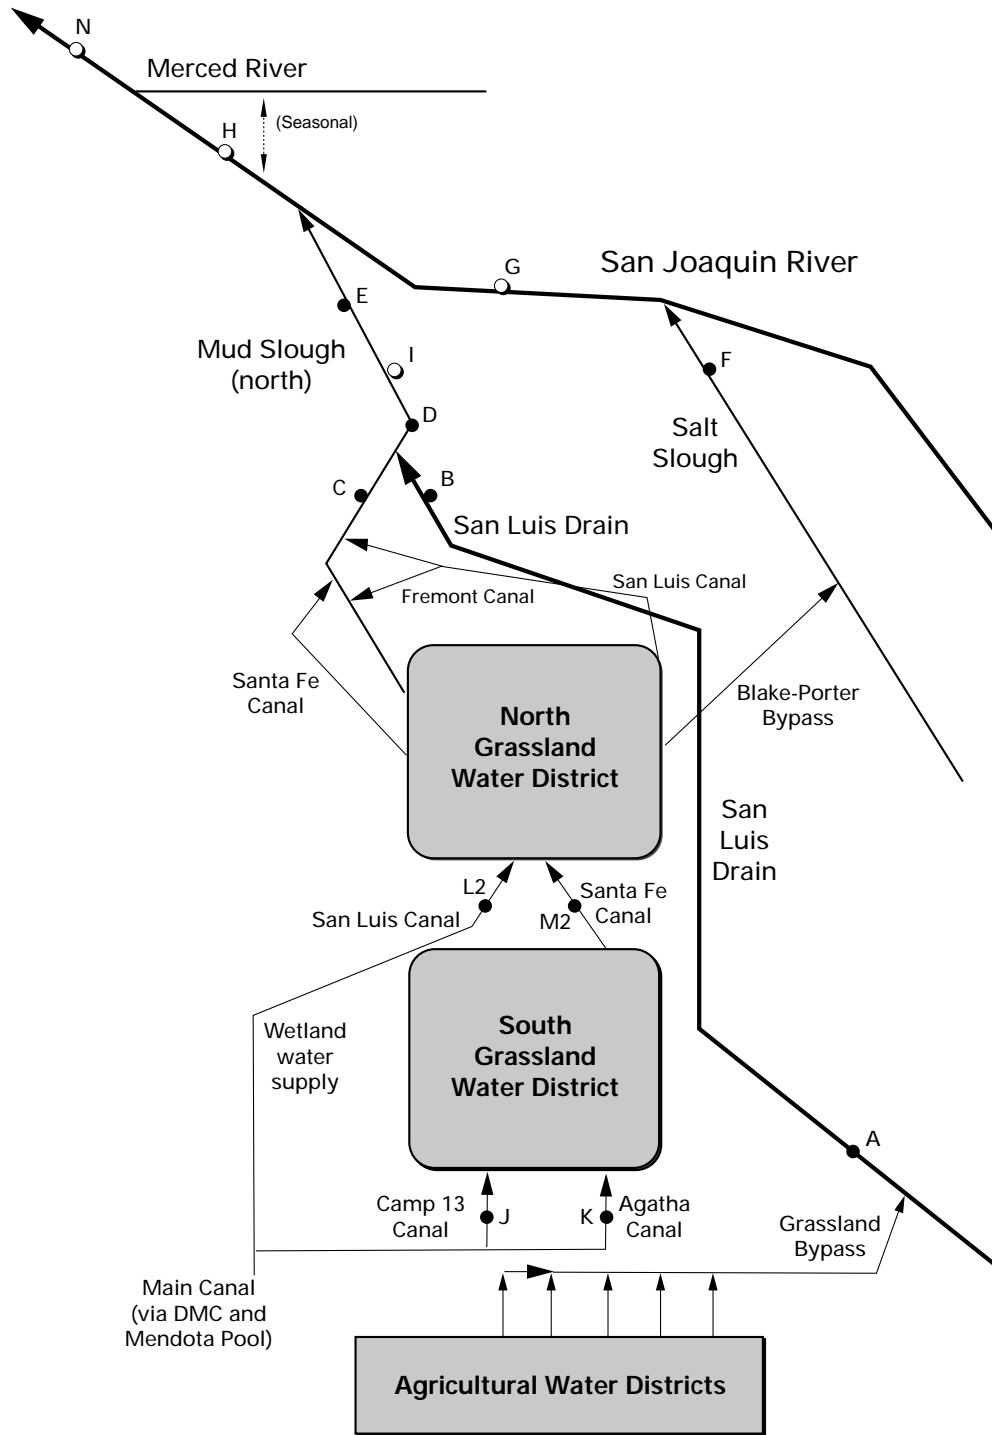 N
Merced River
(Seasonal)
H
San Joaquin River
G
E
Mud Slough
(north)
I
F
D
Salt
Slough
C
B
San Luis Drain
San Luis Canal
Fremont Canal
Santa Fe
Canal
Blake-Porter
Bypass
North
Grassland
Water District
San
Luis
Drain
L2
Santa Fe
Canal
San Luis Canal
M2
Wetland
water
supply
South
Grassland
Water District
A
Camp 13
Canal
J
K
Agatha
Canal
Grassland
Bypass
Main Canal
(via DMC and
Mendota Pool)
Agricultural Water Districts